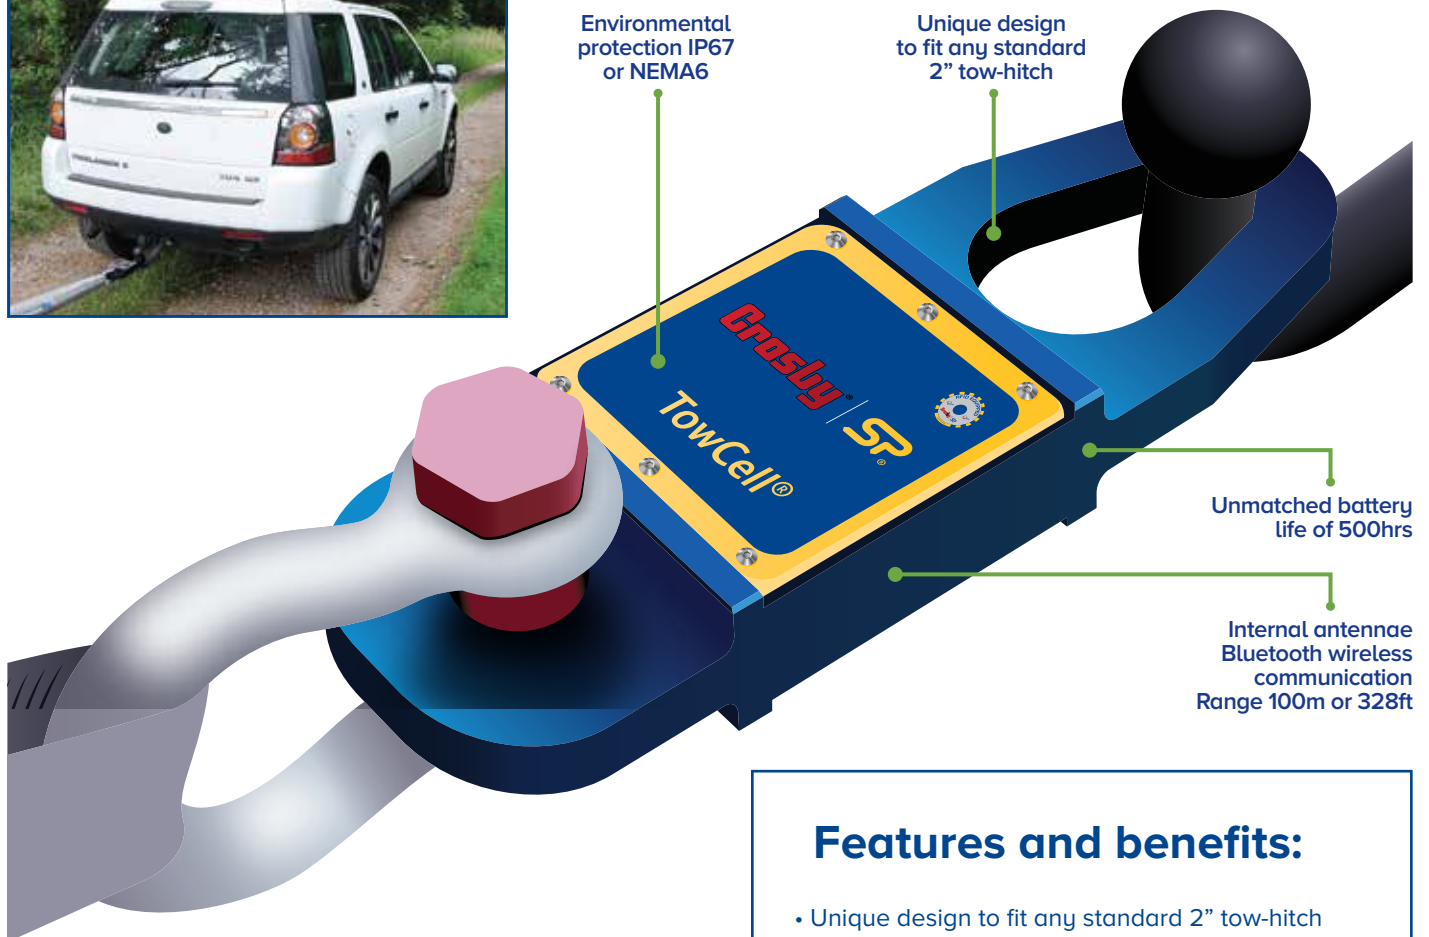 Environmental
protection IP67
or NEMA6
Unique design
to fit any standard
2” tow-hitch
Crosby®
SP®
TowCell®
Unmatched battery
life of 500hrs
Internal antennae
Bluetooth wireless
communication
Range 100m or 328ft
Features and benefits:
• Unique design to fit any standard 2” tow-hitch